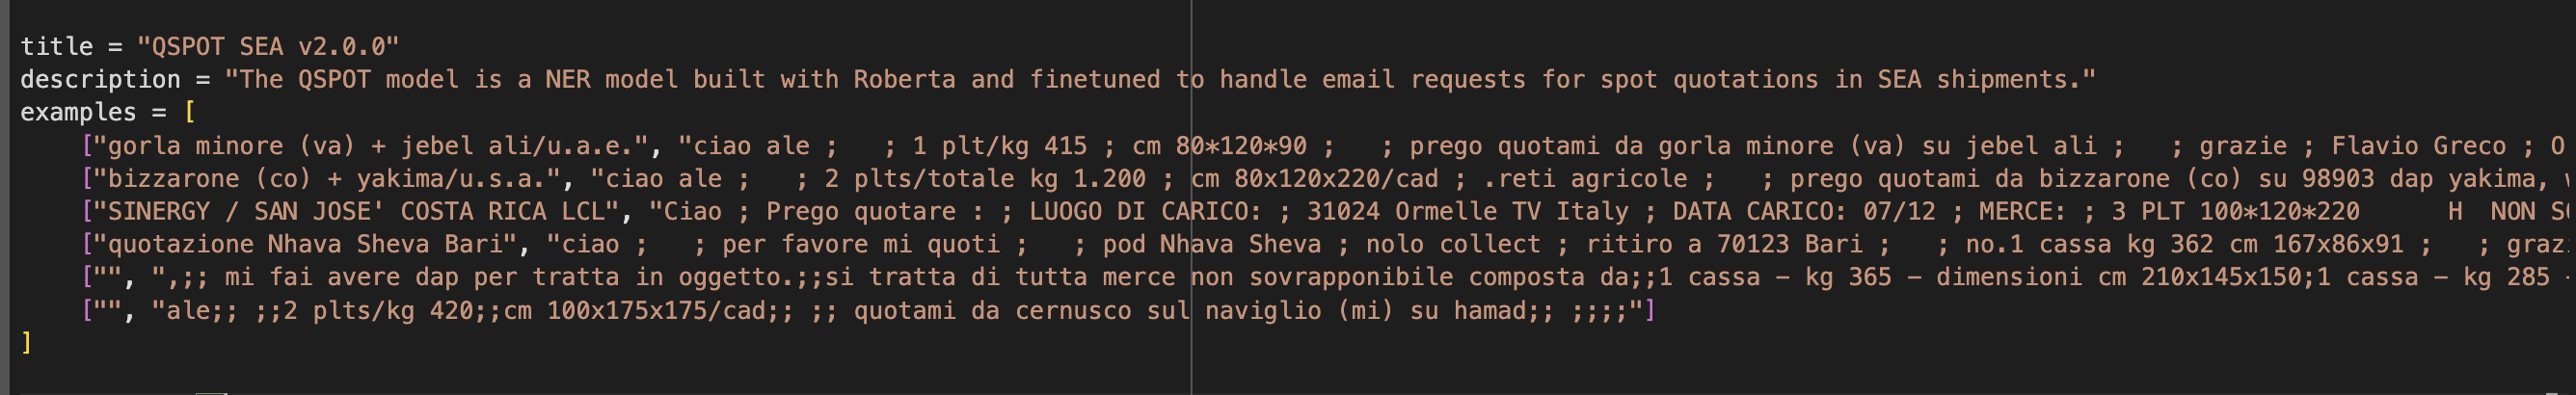 title = "QSPOT SEA v2.0.0"
description = "The QSPOT model is a NER model built with Roberta and finetuned to handle email requests for spot quotations in SEA shipments."
examples = [
    ["gorla minore (va) + jebel ali/u.a.e.", "ciao ale ;   ; 1 plt/kg 415 ; cm 80*120*90 ;   ; prego quotami da gorla minore (va) su jebel ali ;   ; grazie ; Flavio Greco ; O
    ["bizzarone (co) + yakima/u.s.a.", "ciao ale ;   ; 2 plts/totale kg 1.200 ; cm 80x120x220/cad ; .reti agricole ;   ; prego quotami da bizzarone (co) su 98903 dap yakima,
    ["SINERGY / SAN JOSE' COSTA RICA LCL", "Ciao ; Prego quotare : ; LUOGO DI CARICO: ; 31024 Ormelle TV Italy ; DATA CARICO: 07/12 ; MERCE: ; 3 PLT 100*120*220      H  NON
    ["quotazione Nhava Sheva Bari", "ciao ;   ; per favore mi quoti ;   ; pod Nhava Sheva ; nolo collect ; ritiro a 70123 Bari ;   ; no.1 cassa kg 362 cm 167x86x91 ;   ; graz
    ["", ",;; mi fai avere dap per tratta in oggetto.;;si tratta di tutta merce non sovrapponibile composta da;;1 cassa – kg 365 – dimensioni cm 210x145x150;1 cassa – kg 285
    ["", "ale;; ;;2 plts/kg 420;;cm 100x175x175/cad;; ;; quotami da cernusco sul naviglio (mi) su hamad;; ;;;;"]
]